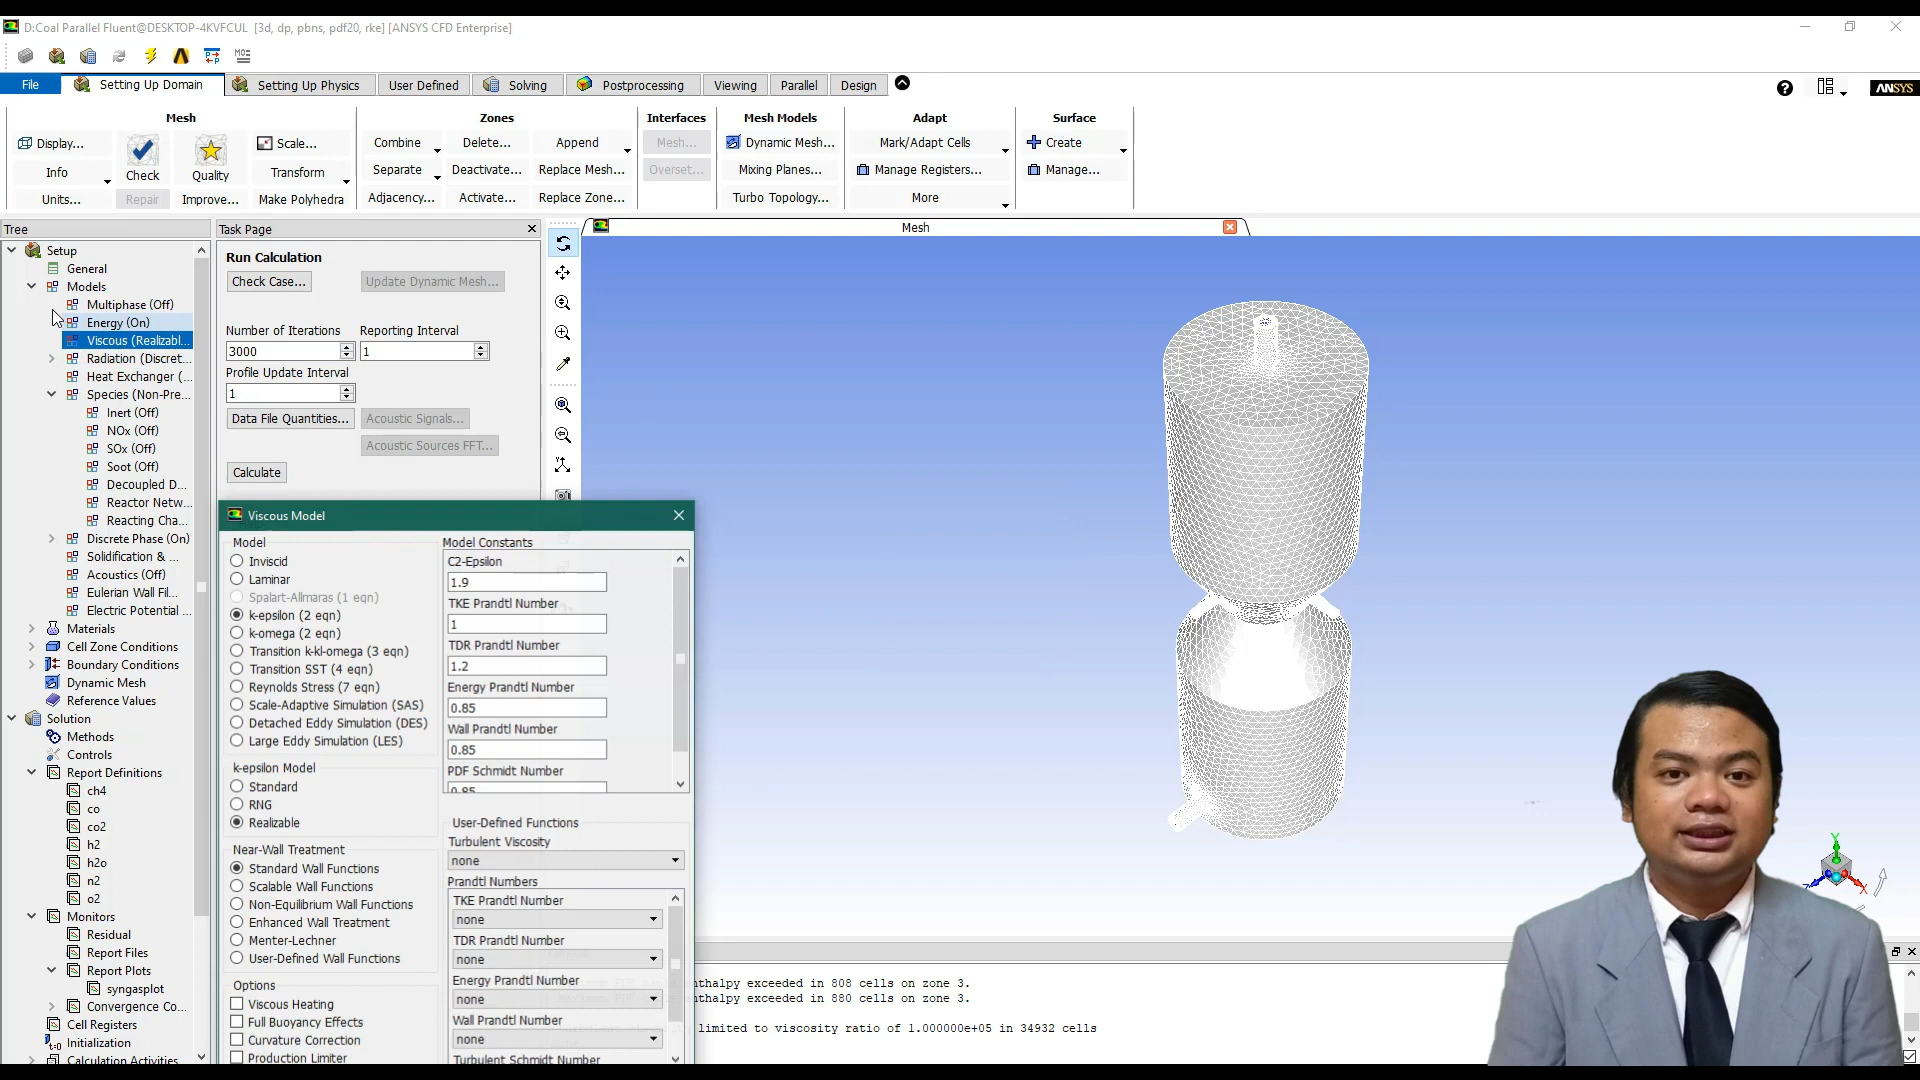 D:Coal Parallel Fluent@DESKTOP-4KVFCUL [3d, dp, pbns, pdf20, rke] [ANSYS CFD Enterprise]
File
Setting Up Domain
Setting Up Physics
User Defined
Solving
Postprocessing
Viewing
Parallel
Design
ANSYS
Mesh
Zones
Interfaces
Mesh Models
Adapt
Surface
Display...
Scale...
Combine
Delete...
Append
Mesh...
Dynamic Mesh...
Mark/Adapt Cells
Create
Info
Check
Quality
Transform
Separate
Deactivate...
Replace Mesh...
Overset...
Mixing Planes...
Manage Registers...
Manage...
Units...
Repair
Improve...
Make Polyhedra
Adjacency...
Activate...
Replace Zone...
Turbo Topology...
More
Tree
Setup
General
Models
Multiphase (Off)
Energy (On)
Viscous (Realizabl...
Radiation (Discret...
Heat Exchanger (...
Species (Non-Pre...
Inert (Off)
NOx (Off)
SOx (Off)
Soot (Off)
Decoupled D...
Reactor Netw...
Reacting Cha...
Discrete Phase (On)
Solidification & ...
Acoustics (Off)
Eulerian Wall Fil...
Electric Potential ...
Materials
Cell Zone Conditions
Boundary Conditions
Dynamic Mesh
Reference Values
Solution
Methods
Controls
Report Definitions
ch4
co
co2
h2
h2o
n2
o2
Monitors
Residual
Report Files
Report Plots
syngasplot
Convergence Co...
Cell Registers
Initialization
Calculation Activities
Task Page
Run Calculation
Check Case...
Update Dynamic Mesh...
Number of Iterations
Reporting Interval
3000
1
Profile Update Interval
1
Data File Quantities...
Acoustic Signals...
Acoustic Sources FFT...
Calculate
Viscous Model
Model
Inviscid
Laminar
Spalart-Allmaras (1 eqn)
k-epsilon (2 eqn)
k-omega (2 eqn)
Transition k-kl-omega (3 eqn)
Transition SST (4 eqn)
Reynolds Stress (7 eqn)
Scale-Adaptive Simulation (SAS)
Detached Eddy Simulation (DES)
Large Eddy Simulation (LES)
k-epsilon Model
Standard
RNG
Realizable
Near-Wall Treatment
Standard Wall Functions
Scalable Wall Functions
Non-Equilibrium Wall Functions
Enhanced Wall Treatment
Menter-Lechner
User-Defined Wall Functions
Options
Viscous Heating
Full Buoyancy Effects
Curvature Correction
Production Limiter
Model Constants
C2-Epsilon
1.9
TKE Prandtl Number
1
TDR Prandtl Number
1.2
Energy Prandtl Number
0.85
Wall Prandtl Number
0.85
PDF Schmidt Number
0.85
User-Defined Functions
Turbulent Viscosity
none
Prandtl Numbers
TKE Prandtl Number
none
TDR Prandtl Number
none
Energy Prandtl Number
none
Wall Prandtl Number
none
Turbulent Schmidt Number
Mesh
Y
X
Z
nthalpy exceeded in 808 cells on zone 3.
nthalpy exceeded in 880 cells on zone 3.
limited to viscosity ratio of 1.000000e+05 in 34932 cells